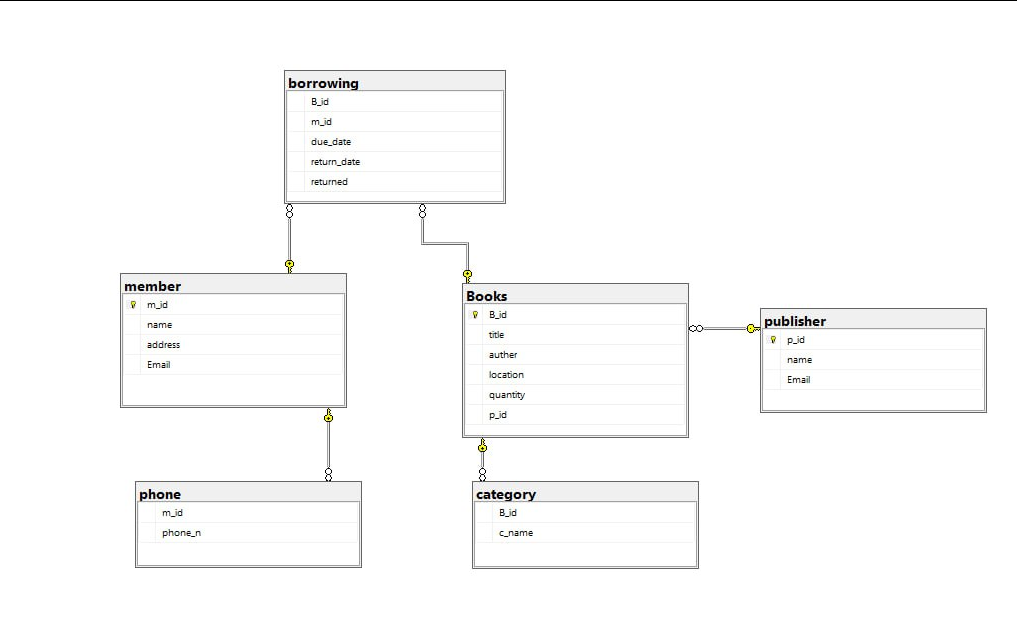 borrowing
B_id
m_id
due_date
return_date
returned
member
m_id
name
address
Email
Books
B_id
title
auther
location
quantity
p_id
publisher
p_id
name
Email
phone
m_id
phone_n
category
B_id
c_name